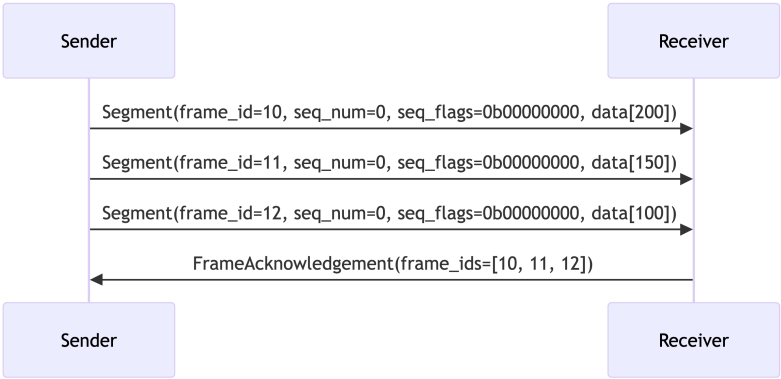 Sender
Receiver
Segment(frame_id=10, seq_num=0, seq_flags=0b00000000, data[200])
Segment(frame_id=11, seq_num=0, seq_flags=0b00000000, data[150])
Segment(frame_id=12, seq_num=0, seq_flags=0b00000000, data[100])
FrameAcknowledgement(frame_ids=[10, 11, 12])
Sender
Receiver